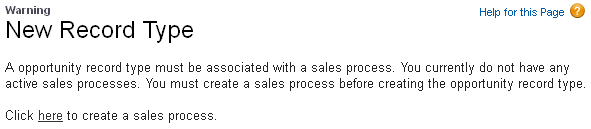 Warning
Help for this Page
New Record Type
A opportunity record type must be associated with a sales process. You currently do not have any
active sales processes. You must create a sales process before creating the opportunity record type.
Click here to create a sales process.